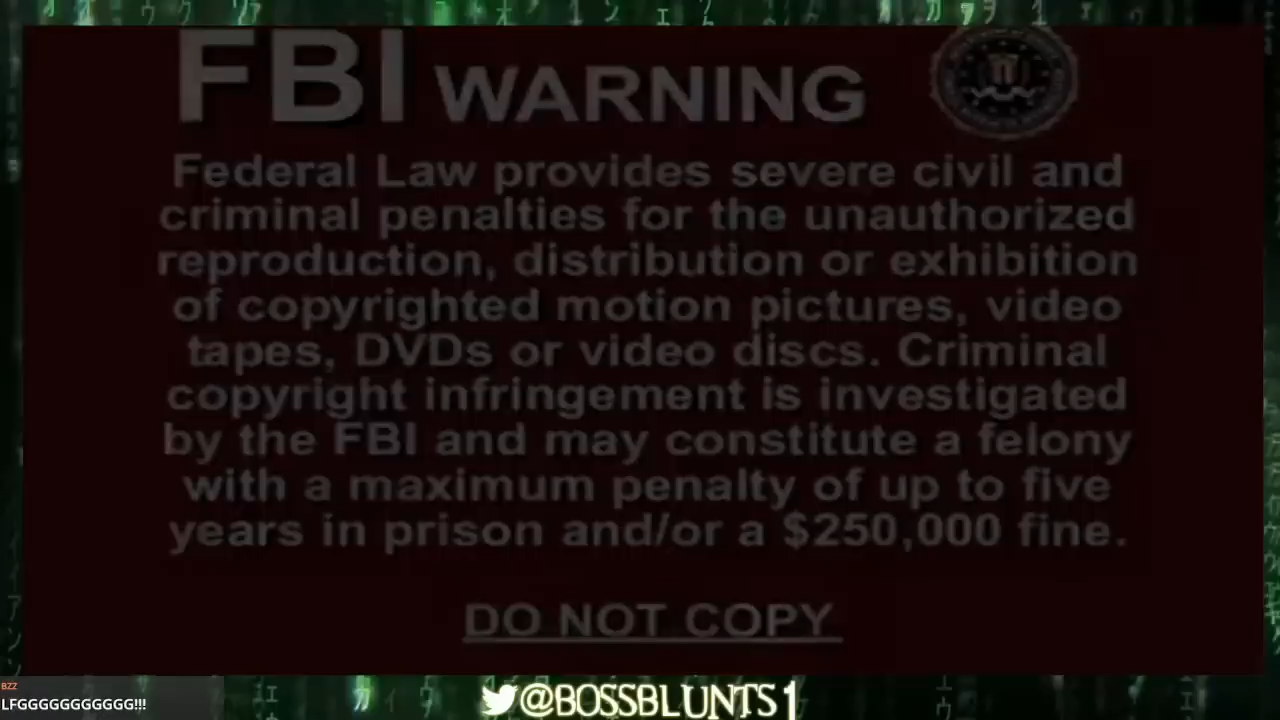 FBI WARNING
Federal Law provides severe civil and
criminal penalties for the unauthorized
reproduction, distribution or exhibition
of copyrighted motion pictures, video
tapes, DVDs or video discs. Criminal
copyright infringement is investigated
by the FBI and may constitute a felony
with a maximum penalty of up to five
years in prison and/or a $250,000 fine.
DO NOT COPY
BZZ
LFGGGGGGGGGGG!!!
@BOSSBLUNTS1